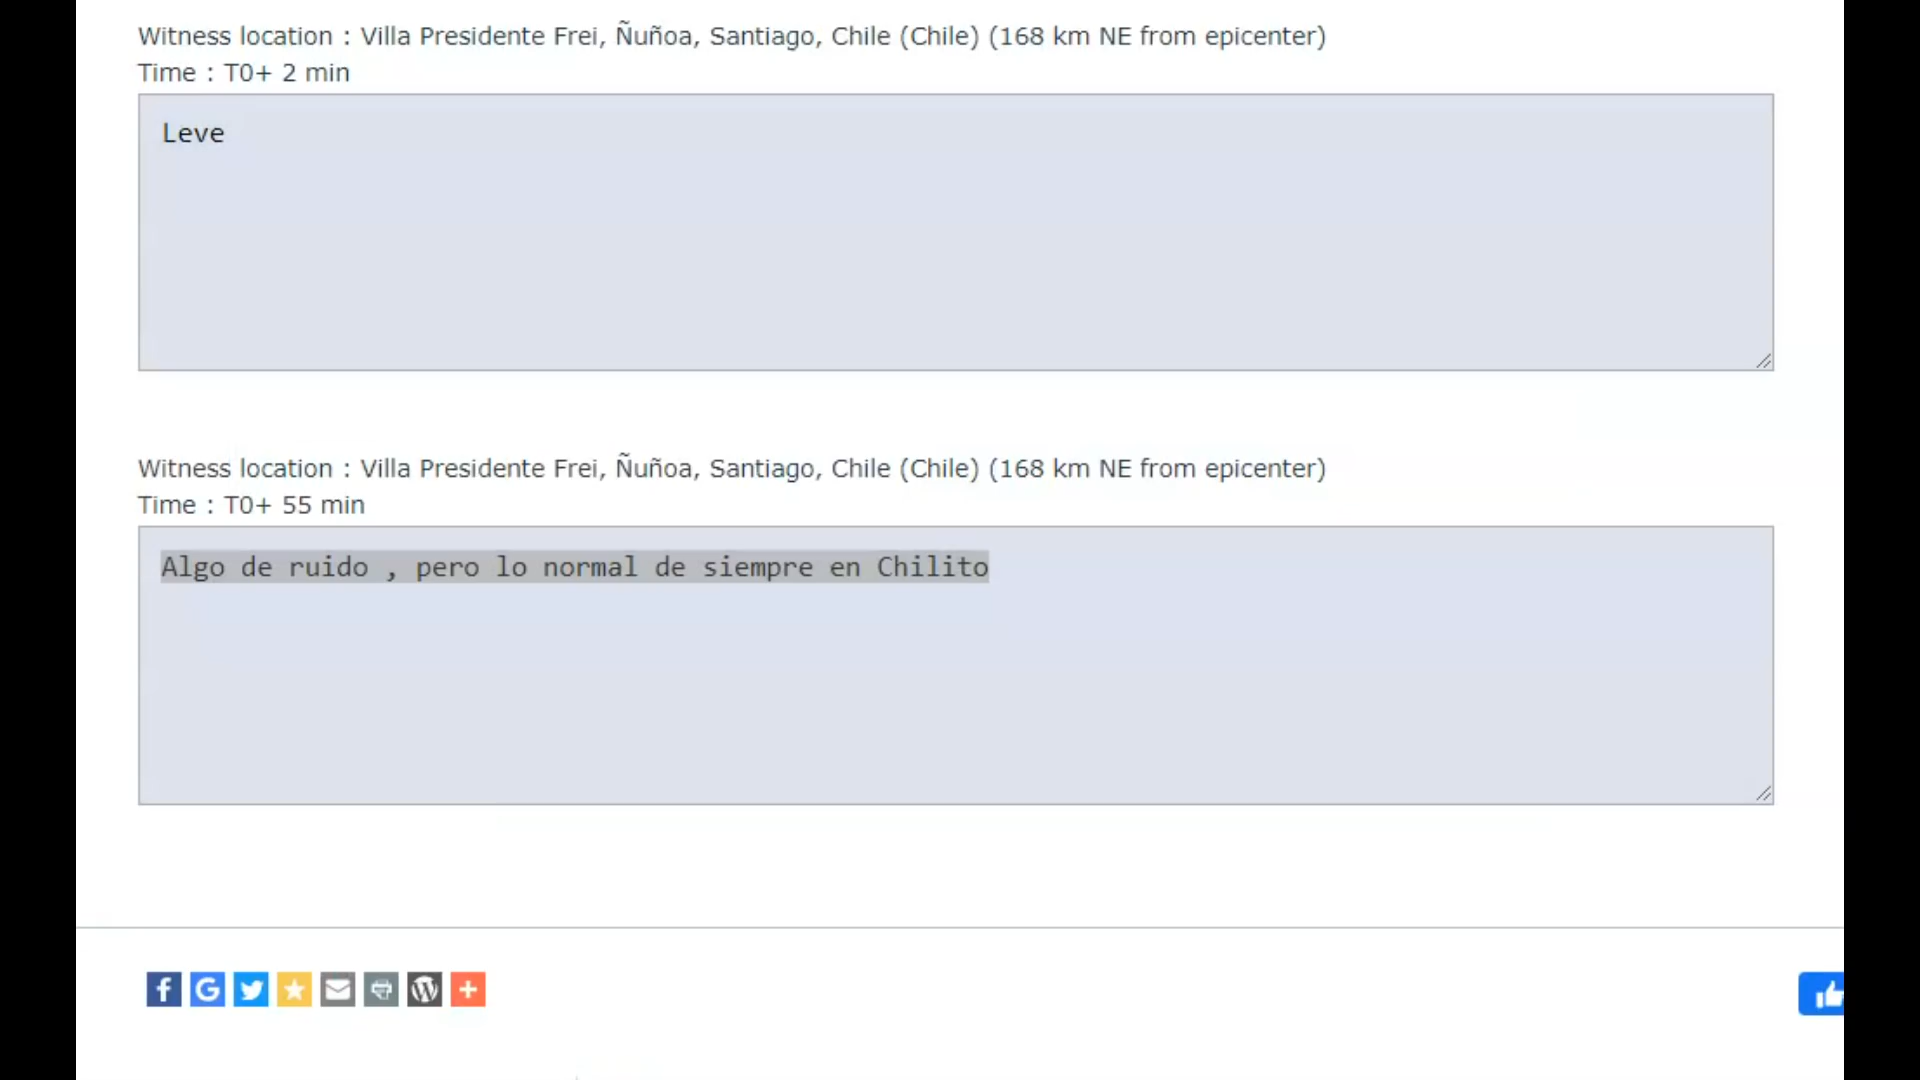 Witness location : Villa Presidente Frei, Ñuñoa, Santiago, Chile (Chile) (168 km NE from epicenter)
Time : T0+ 2 min
Leve
Witness location : Villa Presidente Frei, Ñuñoa, Santiago, Chile (Chile) (168 km NE from epicenter)
Time : T0+ 55 min
Algo de ruido , pero lo normal de siempre en Chilito